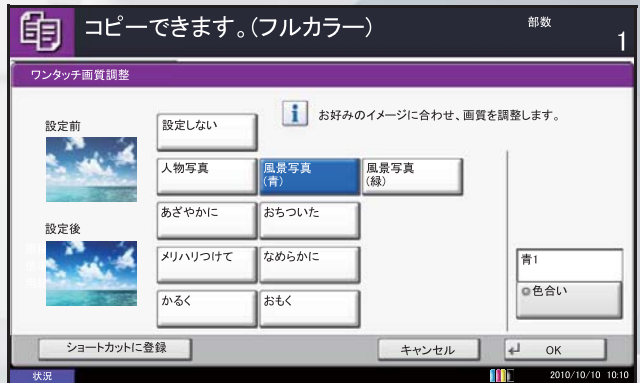 コピーできます。(フルカラー)
部数
1
ワンタッチ画質調整
お好みのイメージに合わせ、画質を調整します。
設定前
設定しない
人物写真
風景写真
(青)
風景写真
(緑)
あざやかに
おちついた
設定後
メリハリつけて
なめらかに
青1
かるく
おもく
色合い
ショートカットに登録
キャンセル
OK
状況
2010/10/10 10:10